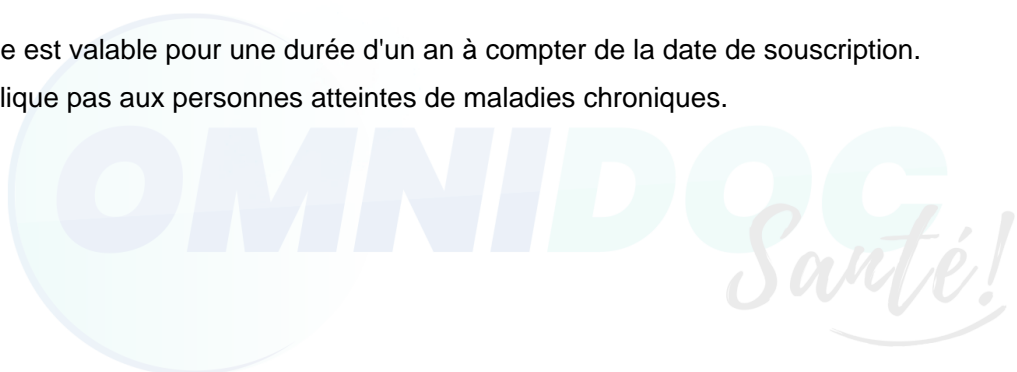 e est valable pour une durée d'un an à compter de la date de souscription.
lique pas aux personnes atteintes de maladies chroniques.
OMNIDOC
Santé!